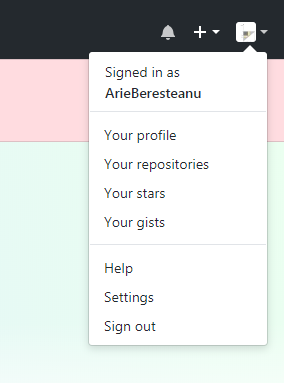 Signed in as
ArieBeresteanu
Your profile
Your repositories
Your stars
Your gists
Help
Settings
Sign out